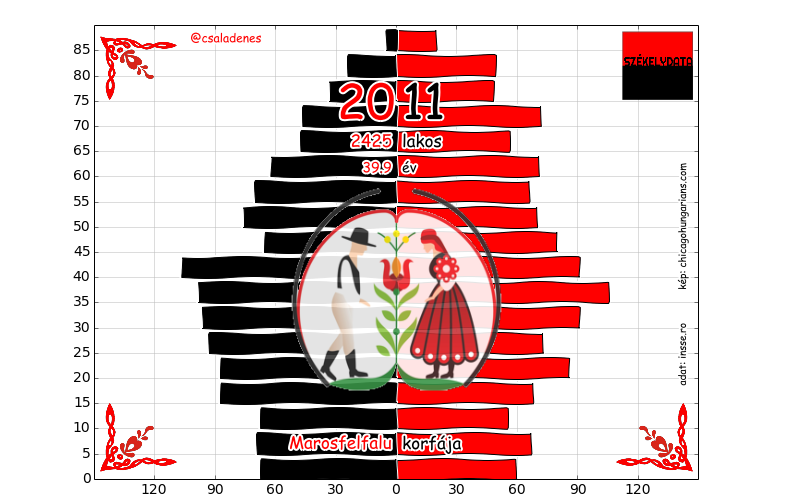 @csaladenes
SZÉKELYDATA
2011
2425 lakos
39.9 év
kép: chicagohungarians.com
adat: insse.ro
Marosfelfalu korfája
85
80
75
70
65
60
55
50
45
40
35
30
25
20
15
10
5
0
120 90 60 30 0 30 60 90 120